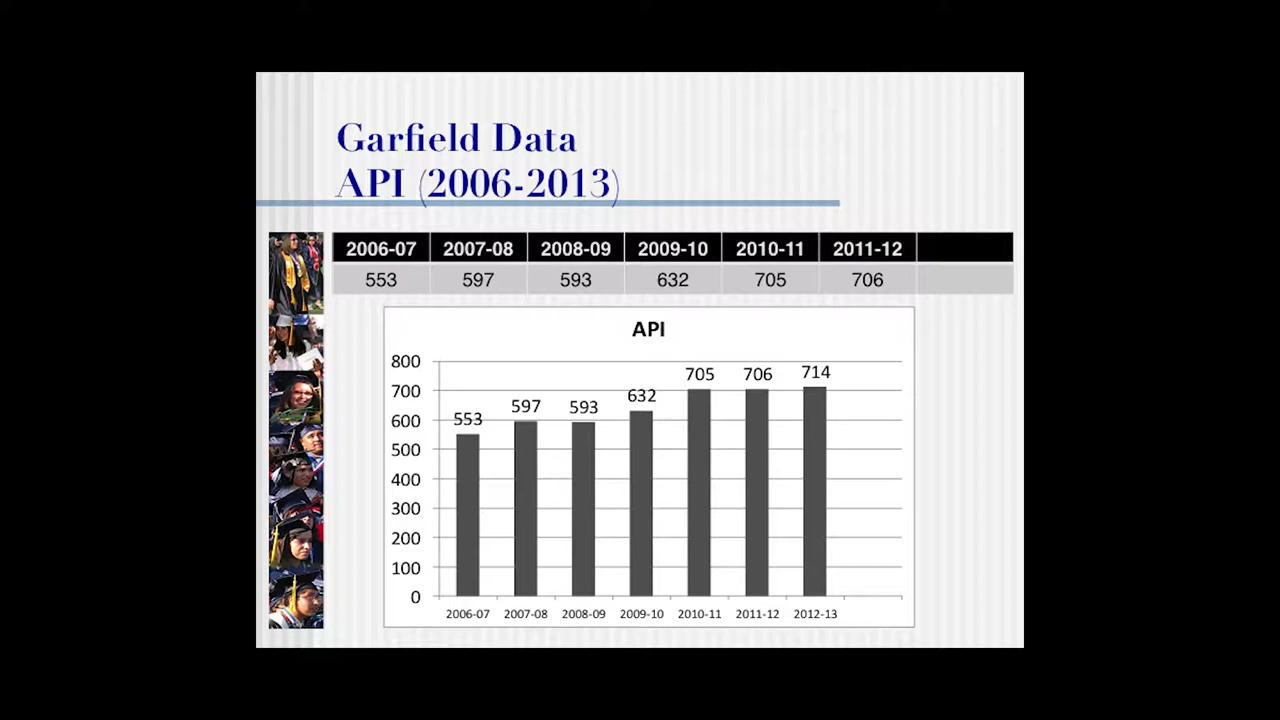 Garfield Data
API (2006-2013)
2006-07 2007-08 2008-09 2009-10 2010-11 2011-12
553 597 593 632 705 706
API
800
700
600
500
400
300
200
100
0
553 597 593 632 705 706 714
2006-07 2007-08 2008-09 2009-10 2010-11 2011-12 2012-13